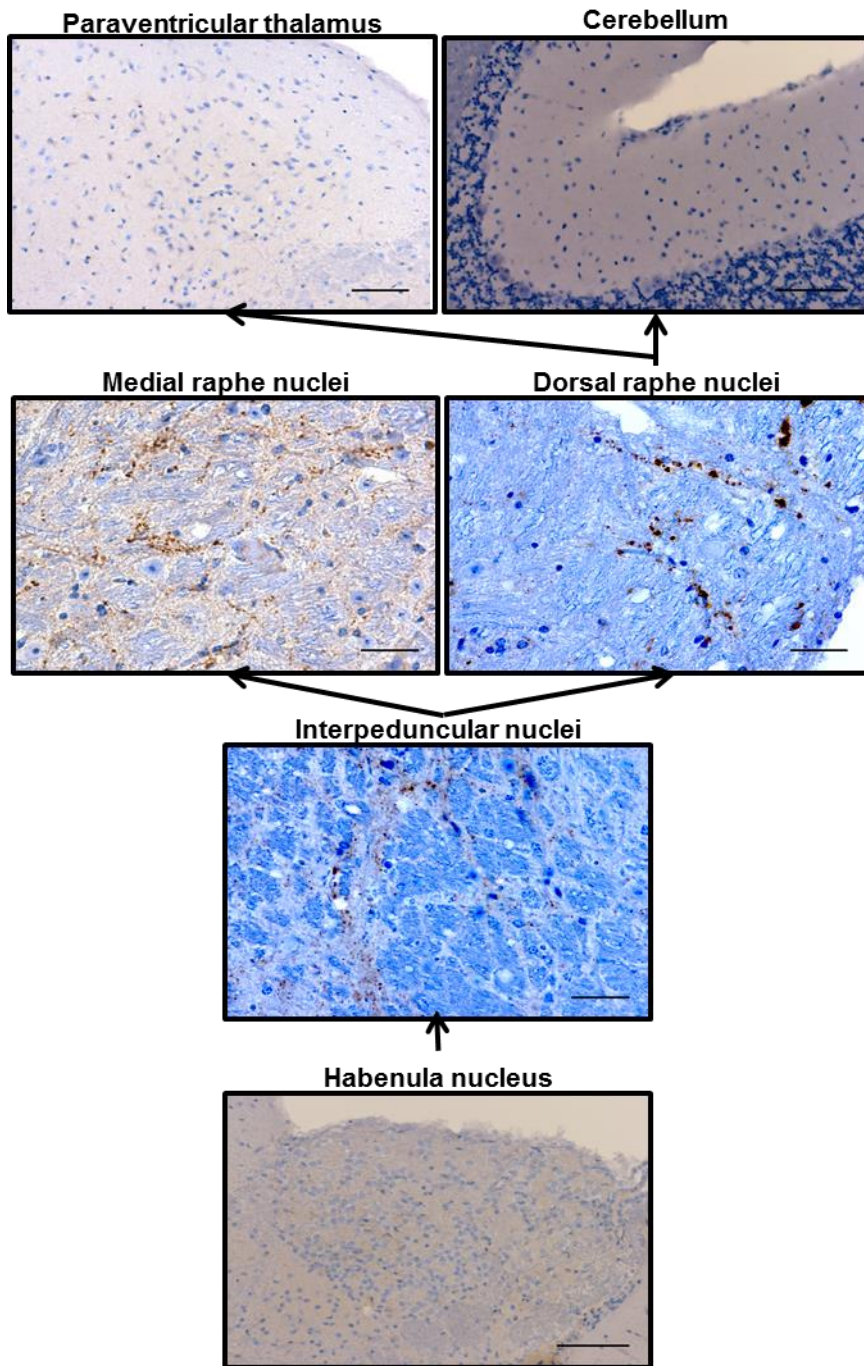 Paraventricular thalamus
Cerebellum
Medial raphe nuclei
Dorsal raphe nuclei
Interpeduncular nuclei
Habenula nucleus